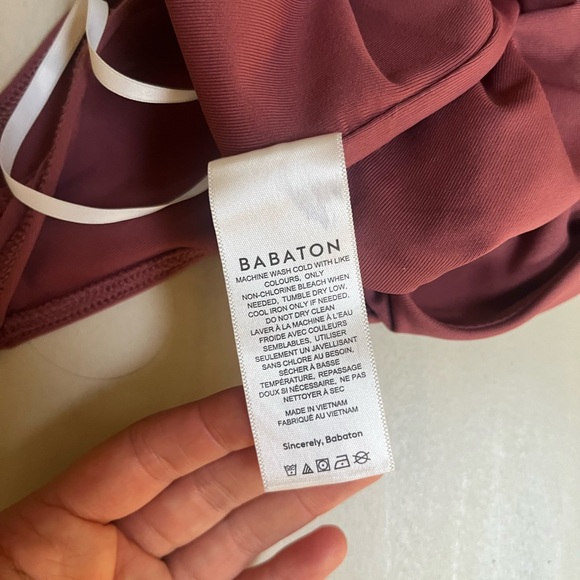 BABATON
MACHINE WASH COLD WITH LIKE
COLOURS, ONLY
NON-CHLORINE BLEACH WHEN
NEEDED, TUMBLE DRY LOW,
COOL IRON ONLY IF NEEDED,
DO NOT DRY CLEAN
LAVER À LA MACHINE À L'EAU
FROIDE AVEC COULEURS
SEMBLABLES, UTILISER
SEULEMENT UN JAVELLISANT
SANS CHLORE AU BESOIN,
SÉCHER À BASSE
TEMPÉRATURE, REPASSAGE
DOUX SI NÉCESSAIRE, NE PAS
NETTOYER À SEC
MADE IN VIETNAM
FABRIQUÉ AU VIETNAM
Sincerely, Babaton